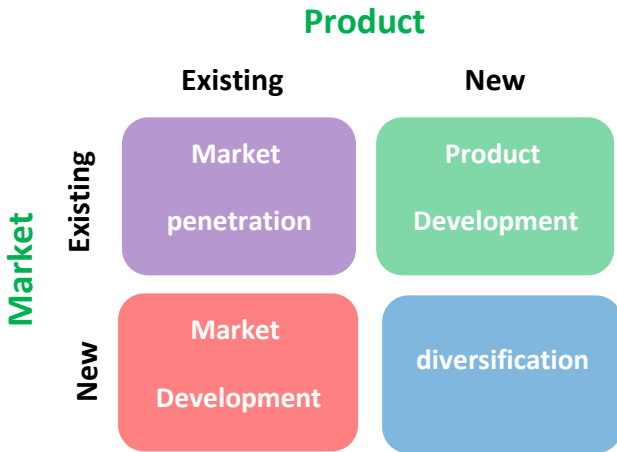 Product
Existing
New
Market
Existing
Market
penetration
Product
Development
New
Market
Development
diversification